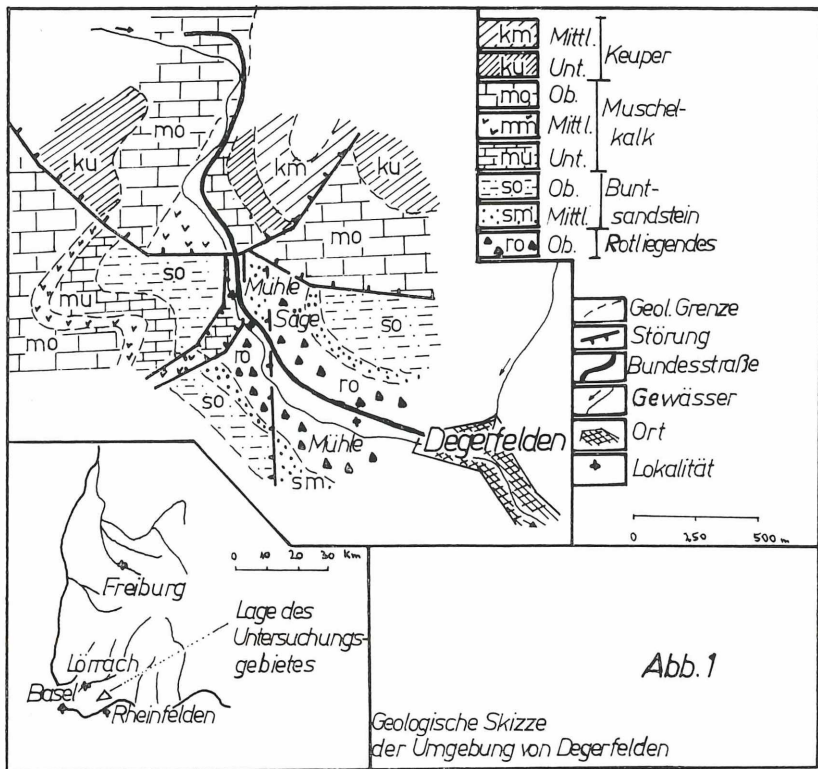 km Mittl.
ku Unt.
Keuper
mo Ob.
mm Mittl.
mu Unt.
Muschel-
kalk
so Ob.
sm Mittl.
Bunt-
sandstein
ro Ob. Rotliegendes
Geol. Grenze
Störung
Bundesstraße
Gewässer
Ort
Lokalität
0 250 500 m
mo
ku
km
ku
mo
so
mu
mo
Mühle
Säge
so
ro
ro
so
Mühle
sm
Degerfelden
0 10 20 30 Km
Freiburg
Lage des
Untersuchungs-
gebietes
Lörrach
Basel
Rheinfelden
Abb. 1
Geologische Skizze
der Umgebung von Degerfelden